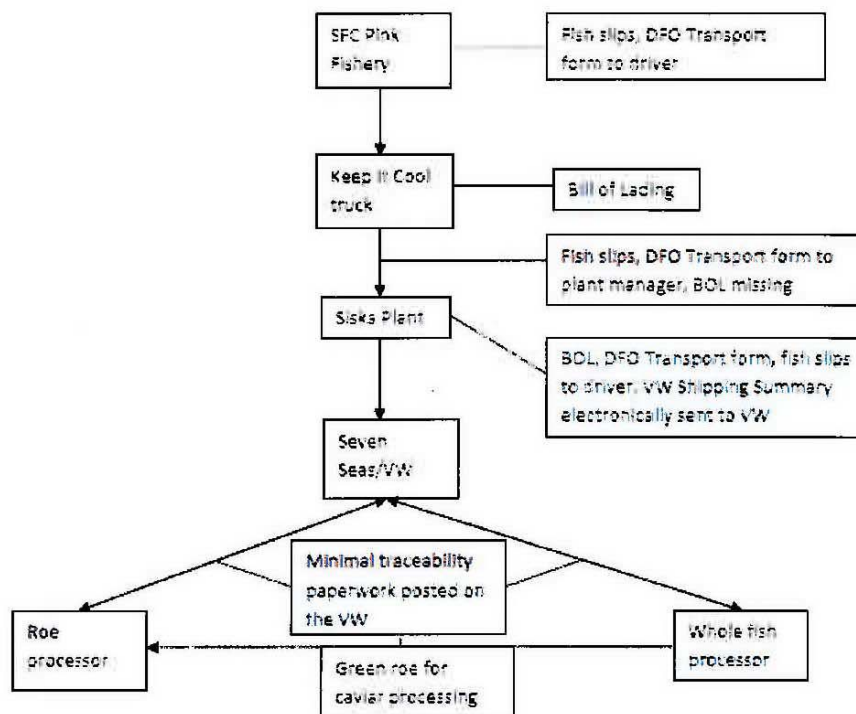 SFC Pink
Fishery
Fish slips, DFO Transport
form to driver
Keep It Cool
truck
Bill of Lading
Fish slips, DFO Transport form to
plant manager, BOL missing
Siska Plant
BOL, DFO Transport form, fish slips
to driver, VW Shipping Summary
electronically sent to VW
Seven
Seas/VW
Minimal traceability
paperwork posted on
the VW
Roe
processor
Whole fish
processor
Green roe for
caviar processing